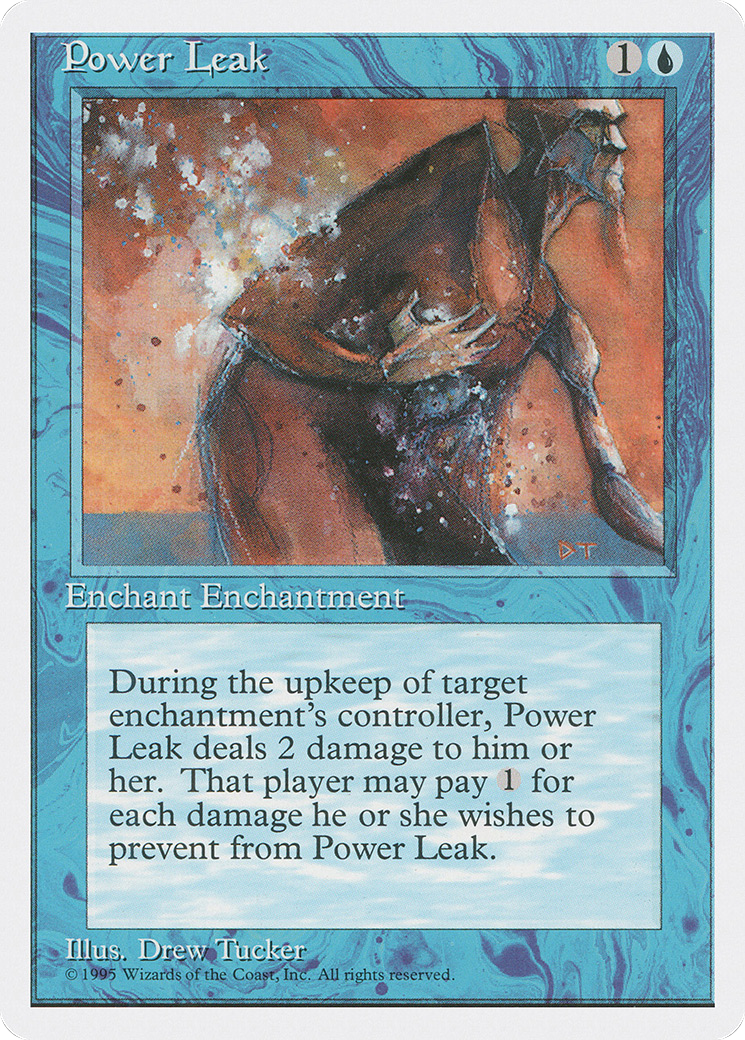 Power Leak 1
DT
Enchant Enchantment
During the upkeep of target
enchantment's controller, Power
Leak deals 2 damage to him or
her. That player may pay 1 for
each damage he or she wishes to
prevent from Power Leak.
Illus. Drew Tucker
© 1995 Wizards of the Coast, Inc. All rights reserved.